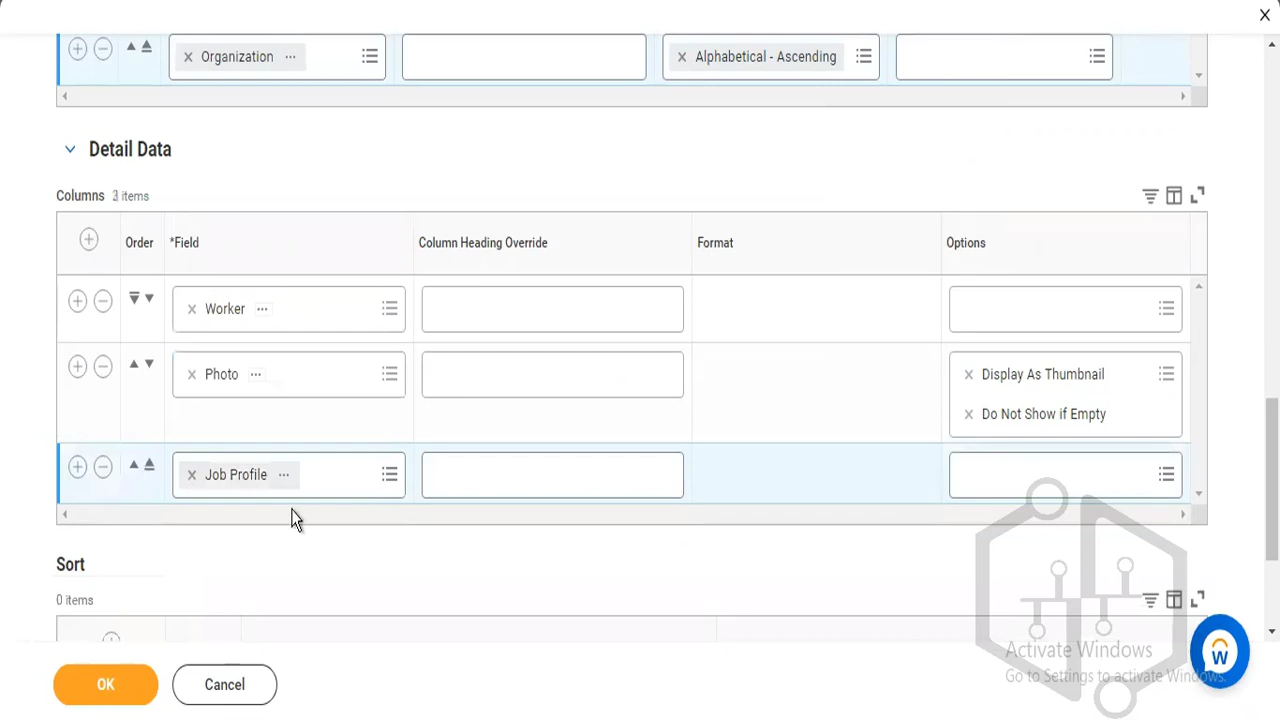 X
Organization ... Alphabetical - Ascending
Detail Data
Columns 3 items
Order *Field Column Heading Override Format Options
Worker ...
Photo ... Display As Thumbnail
Do Not Show if Empty
Job Profile ...
Sort
0 items
Activate Windows
Go to Settings to activate Windows.
W
OK Cancel